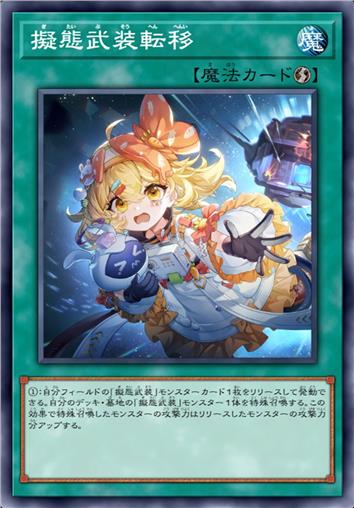 擬態武装転移
魔
【魔法カード】
①:自分フィールドの「擬態武装」モンスターカード1枚をリリースして発動で
きる。自分のデッキ・墓地の「擬態武装」モンスター1体を特殊召喚する。この
効果で特殊召喚したモンスターの攻撃力はリリースしたモンスターの攻撃力
分アップする。